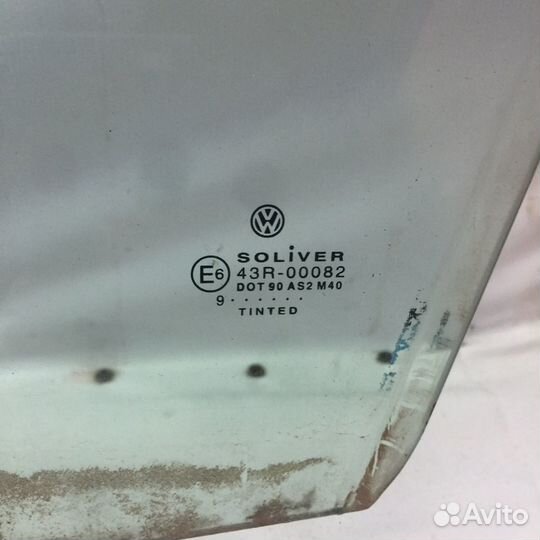 SOLiVER
E6 43R-00082
DOT 90 AS2 M40
9 · · · · · ·
TINTED
Avito